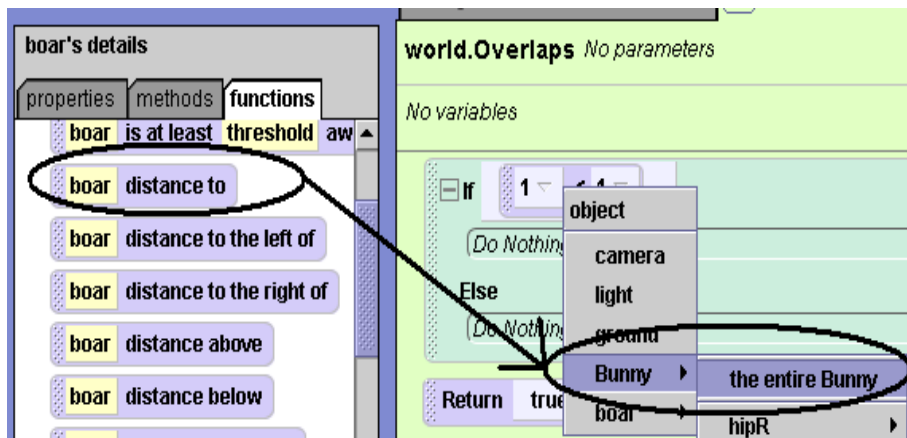 boar's details
properties methods functions
boar is at least threshold aw
boar distance to
boar distance to the left of
boar distance to the right of
boar distance above
boar distance below
world.Overlaps No parameters
No variables
If 1 < 1
(Do Nothing
Else
(Do Nothing
Return true
object
camera
light
ground
Bunny
boar
the entire Bunny
hipR